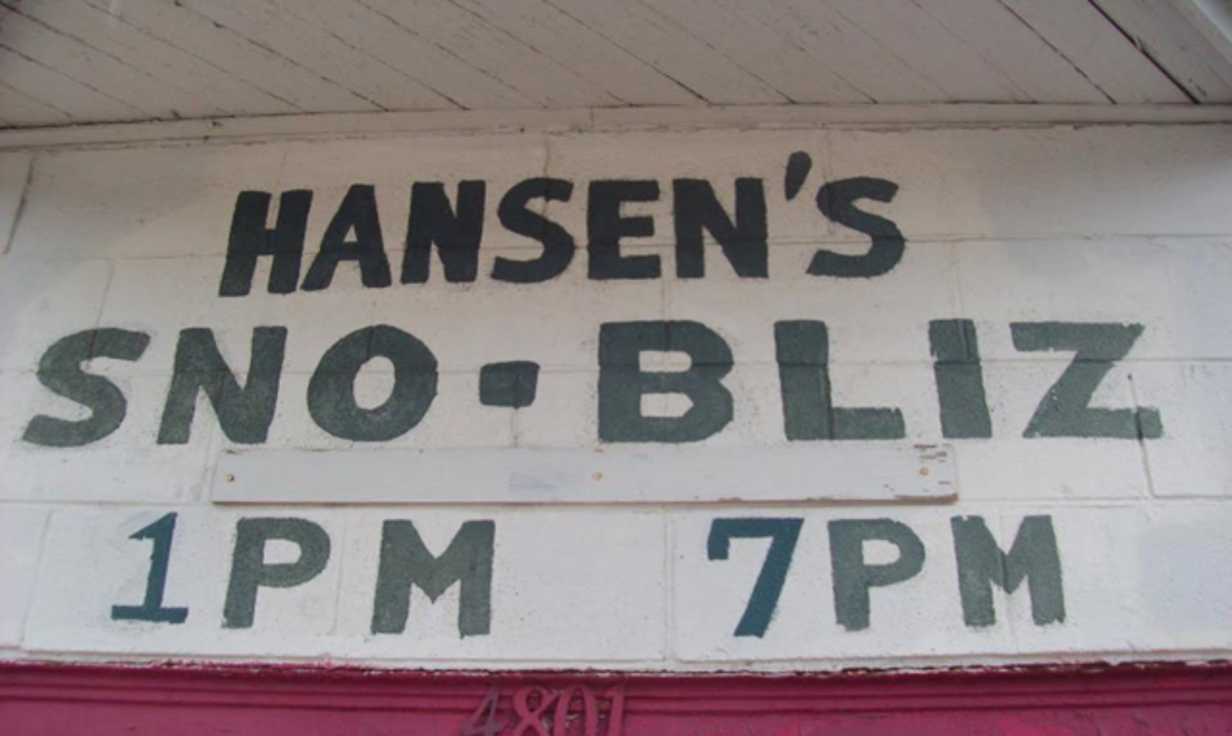 HANSEN'S
SNO-BLIZ
1PM 7PM
4801